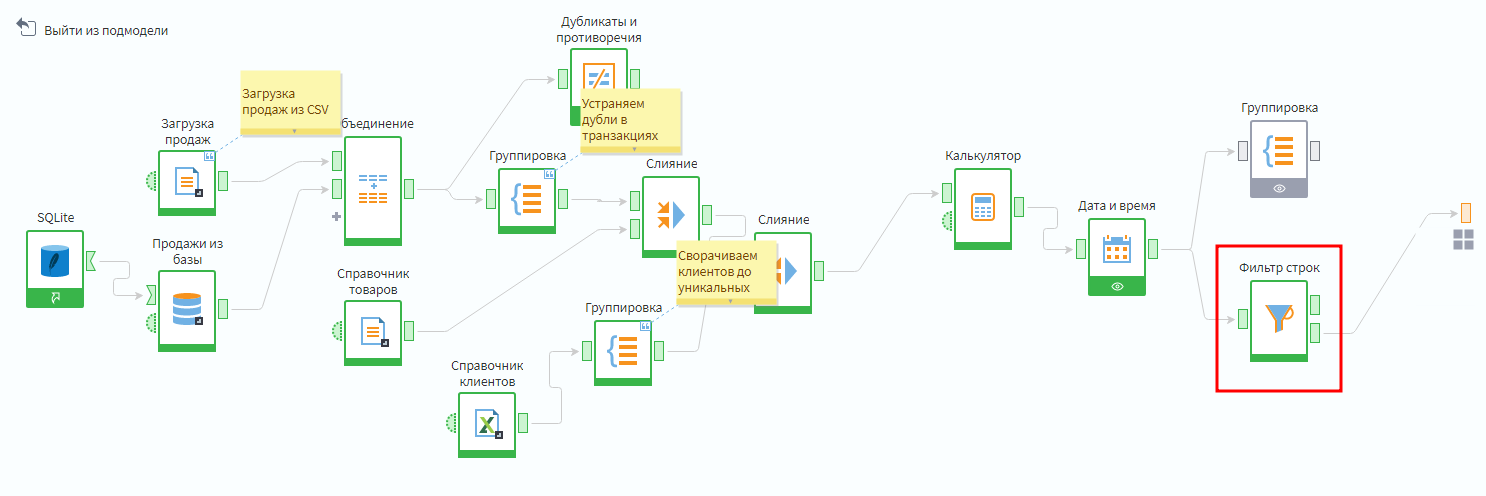 Выйти из подмодели
Дубликаты и
противоречия
Загрузка
продаж из CSV
Устраняем
дубли в
транзакциях
Загрузка
продаж
бъединение
Группировка
Слияние
Группировка
Калькулятор
SQLite
Продажи из
базы
Слияние
Дата и время
Сворачиваем
клиентов до
уникальных
Справочник
товаров
Фильтр строк
Группировка
Справочник
клиентов